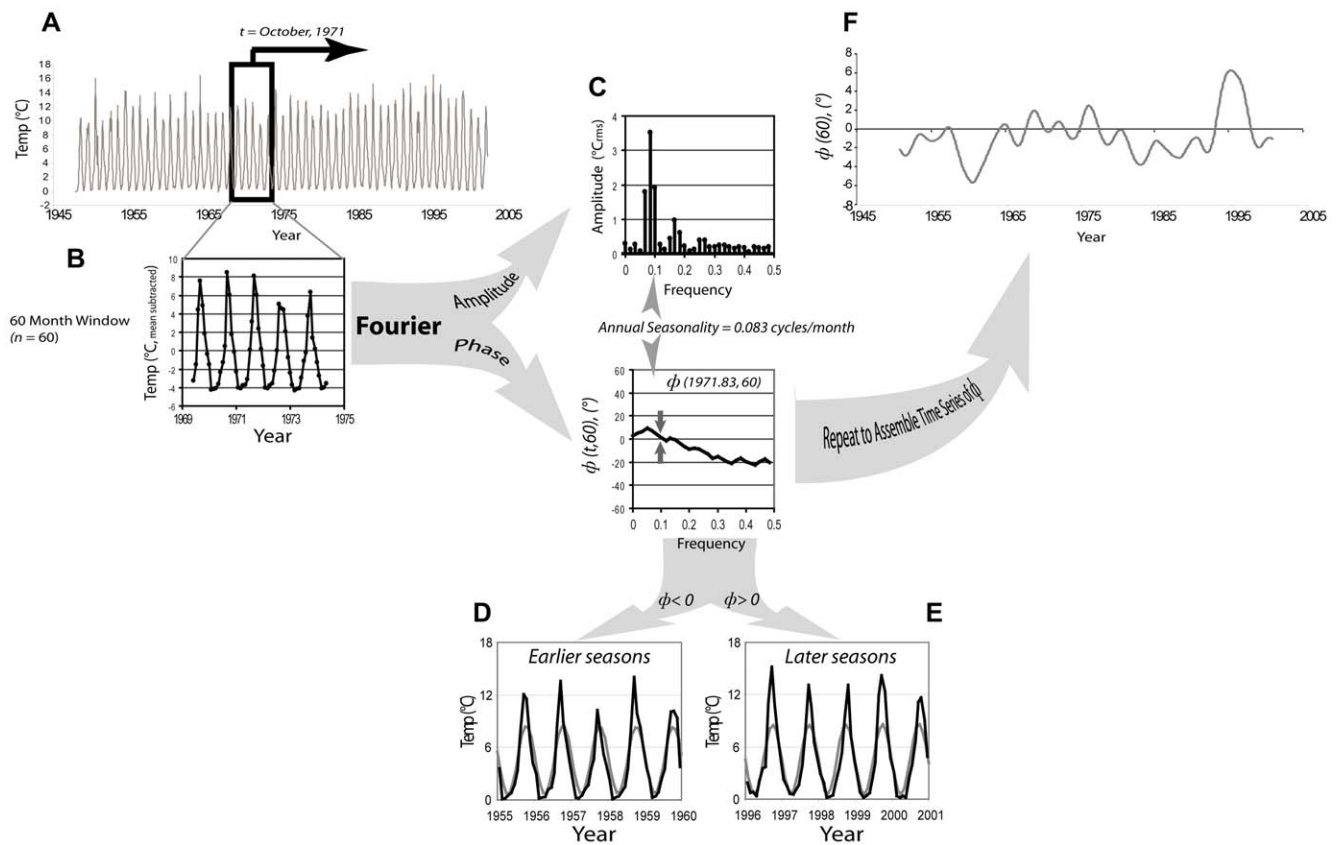 A
t = October, 1971
18
16
14
12
10
8
6
4
2
0
-2
Temp (°C)
1945
1955
1965
1975
1985
1995
2005
Year
B
60 Month Window
(n = 60)
10
8
6
4
2
0
-2
-4
-6
Temp (°C, mean subtracted)
1969
1971
1973
1975
Year
Fourier
Amplitude
Phase
C
4
3
2
1
0
Amplitude (°Crms)
0
0.1
0.2
0.3
0.4
0.5
Frequency
Annual Seasonality = 0.083 cycles/month
ϕ (1971.83, 60)
60
40
20
0
-20
-40
-60
ϕ (t,60), (°)
0
0.1
0.2
0.3
0.4
0.5
Frequency
ϕ< 0
ϕ> 0
D
Earlier seasons
18
12
6
0
Temp (°C)
1955
1956
1957
1958
1959
1960
Year
E
Later seasons
18
12
6
0
Temp (°C)
1996
1997
1998
1999
2000
2001
Year
Repeat to Assemble Time Series of ϕ
F
8
6
4
2
0
-2
-4
-6
-8
ϕ (60), (°)
1945
1955
1965
1975
1985
1995
2005
Year